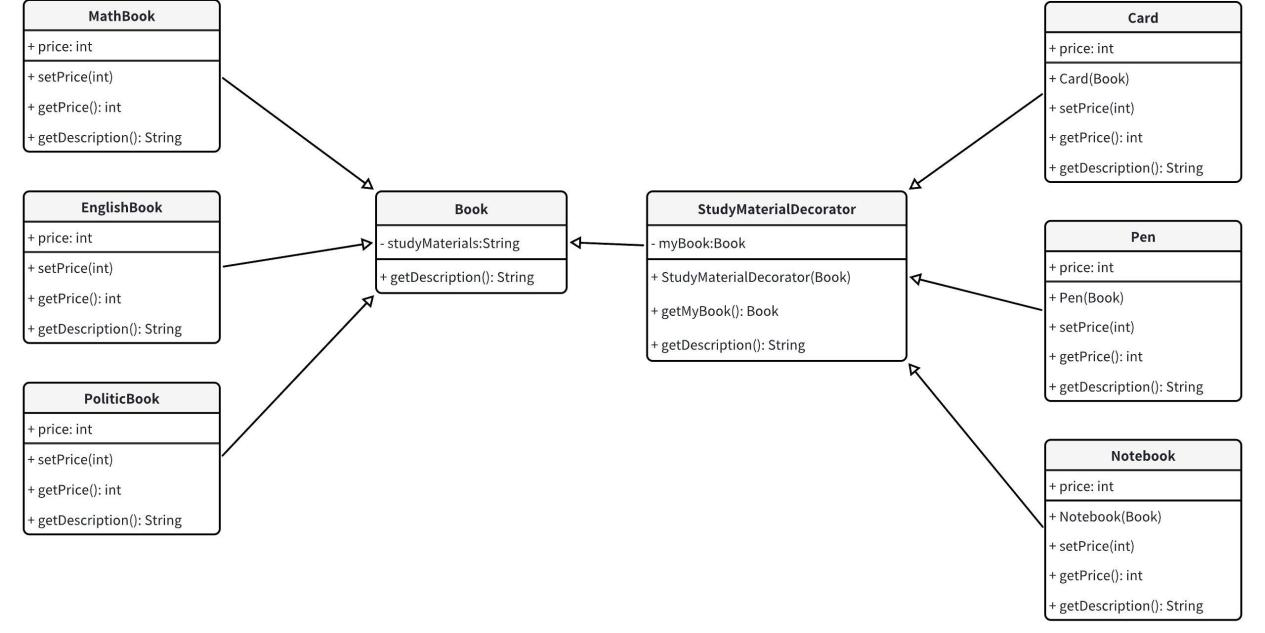 MathBook
+ price: int
+ setPrice(int)
+ getPrice(): int
+ getDescription(): String
EnglishBook
+ price: int
+ setPrice(int)
+ getPrice(): int
+ getDescription(): String
PoliticBook
+ price: int
+ setPrice(int)
+ getPrice(): int
+ getDescription(): String
Book
- studyMaterials:String
+ getDescription(): String
StudyMaterialDecorator
- myBook:Book
+ StudyMaterialDecorator(Book)
+ getMyBook(): Book
+ getDescription(): String
Card
+ price: int
+ Card(Book)
+ setPrice(int)
+ getPrice(): int
+ getDescription(): String
Pen
+ price: int
+ Pen(Book)
+ setPrice(int)
+ getPrice(): int
+ getDescription(): String
Notebook
+ price: int
+ Notebook(Book)
+ setPrice(int)
+ getPrice(): int
+ getDescription(): String